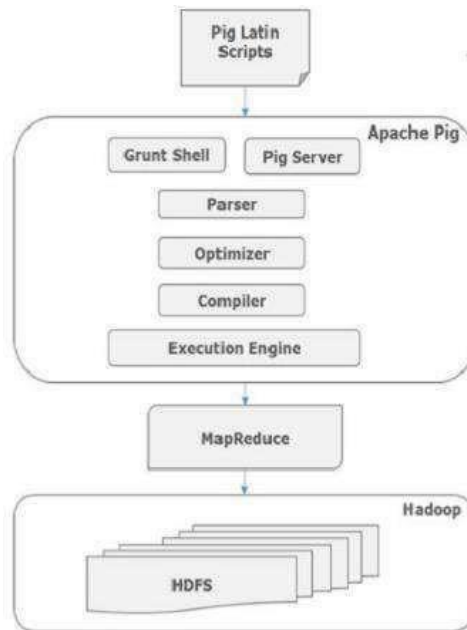 Pig Latin
Scripts
Apache Pig
Grunt Shell
Pig Server
Parser
Optimizer
Compiler
Execution Engine
MapReduce
Hadoop
HDFS